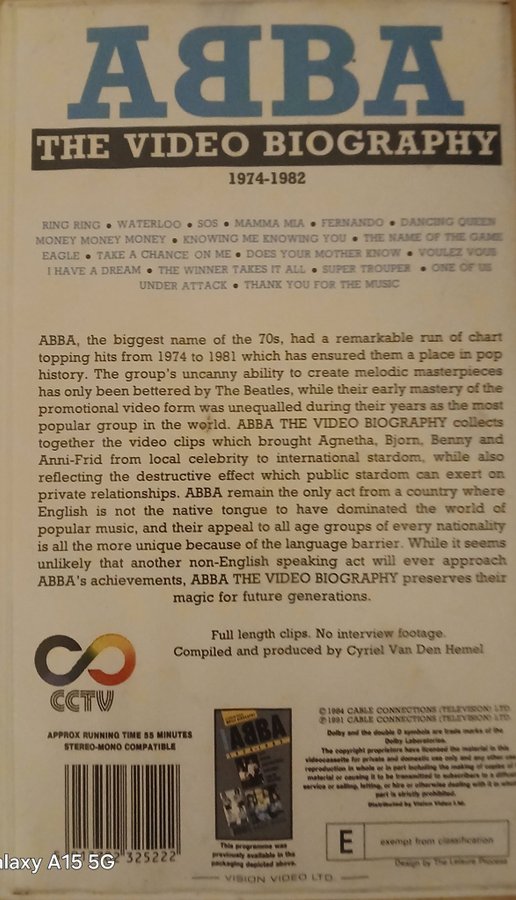 ABBA
THE VIDEO BIOGRAPHY
1974-1982
RING RING • WATERLOO • SOS • MAMMA MIA • FERNANDO • DANCING QUEEN
MONEY MONEY MONEY • KNOWING ME KNOWING YOU • THE NAME OF THE GAME
EAGLE • TAKE A CHANCE ON ME • DOES YOUR MOTHER KNOW • VOULEZ VOUS
I HAVE A DREAM • THE WINNER TAKES IT ALL • SUPER TROUPER • ONE OF US
UNDER ATTACK • THANK YOU FOR THE MUSIC
ABBA, the biggest name of the 70s, had a remarkable run of chart
topping hits from 1974 to 1981 which has ensured them a place in pop
history. The group's uncanny ability to create melodic masterpieces
has only been bettered by The Beatles, while their early mastery of the
promotional video form was unequalled during their years as the most
popular group in the world. ABBA THE VIDEO BIOGRAPHY collects
together the video clips which brought Agnetha, Bjorn, Benny and
Anni-Frid from local celebrity to international stardom, while also
reflecting the destructive effect which public stardom can exert on
private relationships. ABBA remain the only act from a country where
English is not the native tongue to have dominated the world of
popular music, and their appeal to all age groups of every nationality
is all the more unique because of the language barrier. While it seems
unlikely that another non-English speaking act will ever approach
ABBA's achievements, ABBA THE VIDEO BIOGRAPHY preserves their
magic for future generations.
Full length clips. No interview footage.
Compiled and produced by Cyriel Van Den Hemel
CCTV
APPROX RUNNING TIME 55 MINUTES
STEREO-MONO COMPATIBLE
325222
ABBA
This programme was
previously available in the
packaging depicted above.
©1984 CABLE CONNECTIONS (TELEVISION) LTD.
℗1991 CABLE CONNECTIONS (TELEVISION) LTD.
Dolby and the double D symbols are trade marks of the
Dolby Laboratories.
The copyright proprietors have licensed the material in this
videocassette for private and domestic use only and any other use
reproduction in whole or in part including the making of copies of
material or causing it to be transmitted to subscribers to a
service or selling, letting, or hire or otherwise dealing with it in
part is strictly prohibited.
Distributed by Vision Video Ltd.
E
exempt from classification
Design by The Leisure Process
VISION VIDEO LTD.
alaxy A15 5G